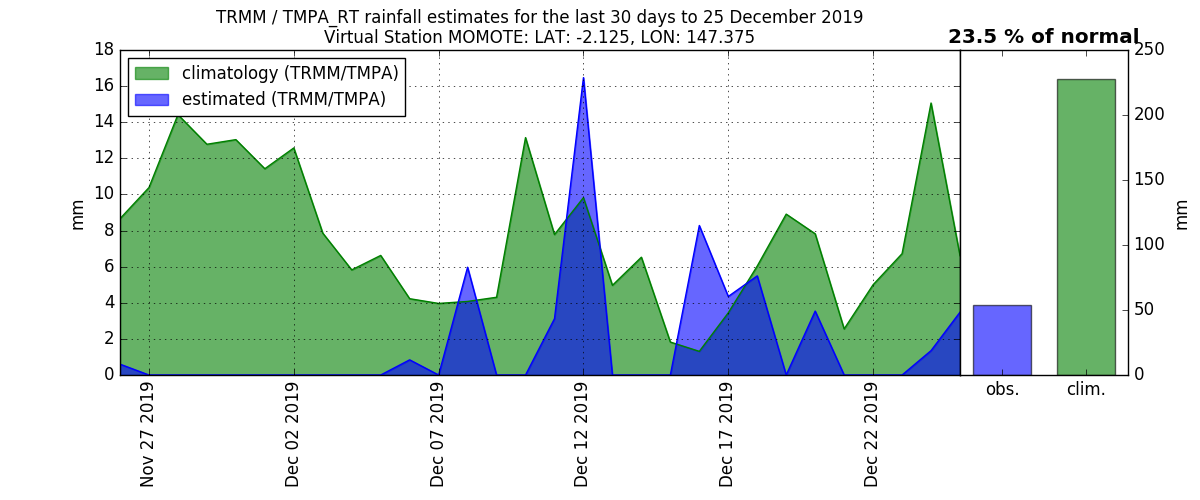 TRMM / TMPA_RT rainfall estimates for the last 30 days to 25 December 2019
Virtual Station MOMOTE: LAT: -2.125, LON: 147.375
23.5 % of normal
climatology (TRMM/TMPA)
estimated (TRMM/TMPA)
18
16
14
12
10
8
6
4
2
0
mm
Nov 27 2019
Dec 02 2019
Dec 07 2019
Dec 12 2019
Dec 17 2019
Dec 22 2019
obs.
clim.
250
200
150
100
50
0
mm